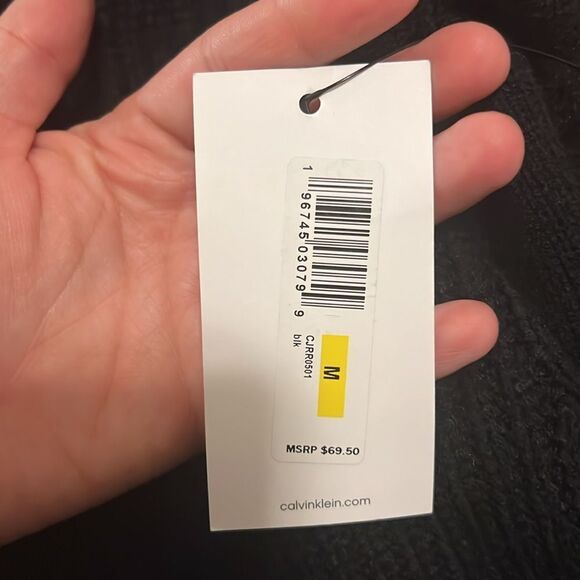 1 96745 03079 9
CJRR0501
blk
M
MSRP $69.50
calvinklein.com